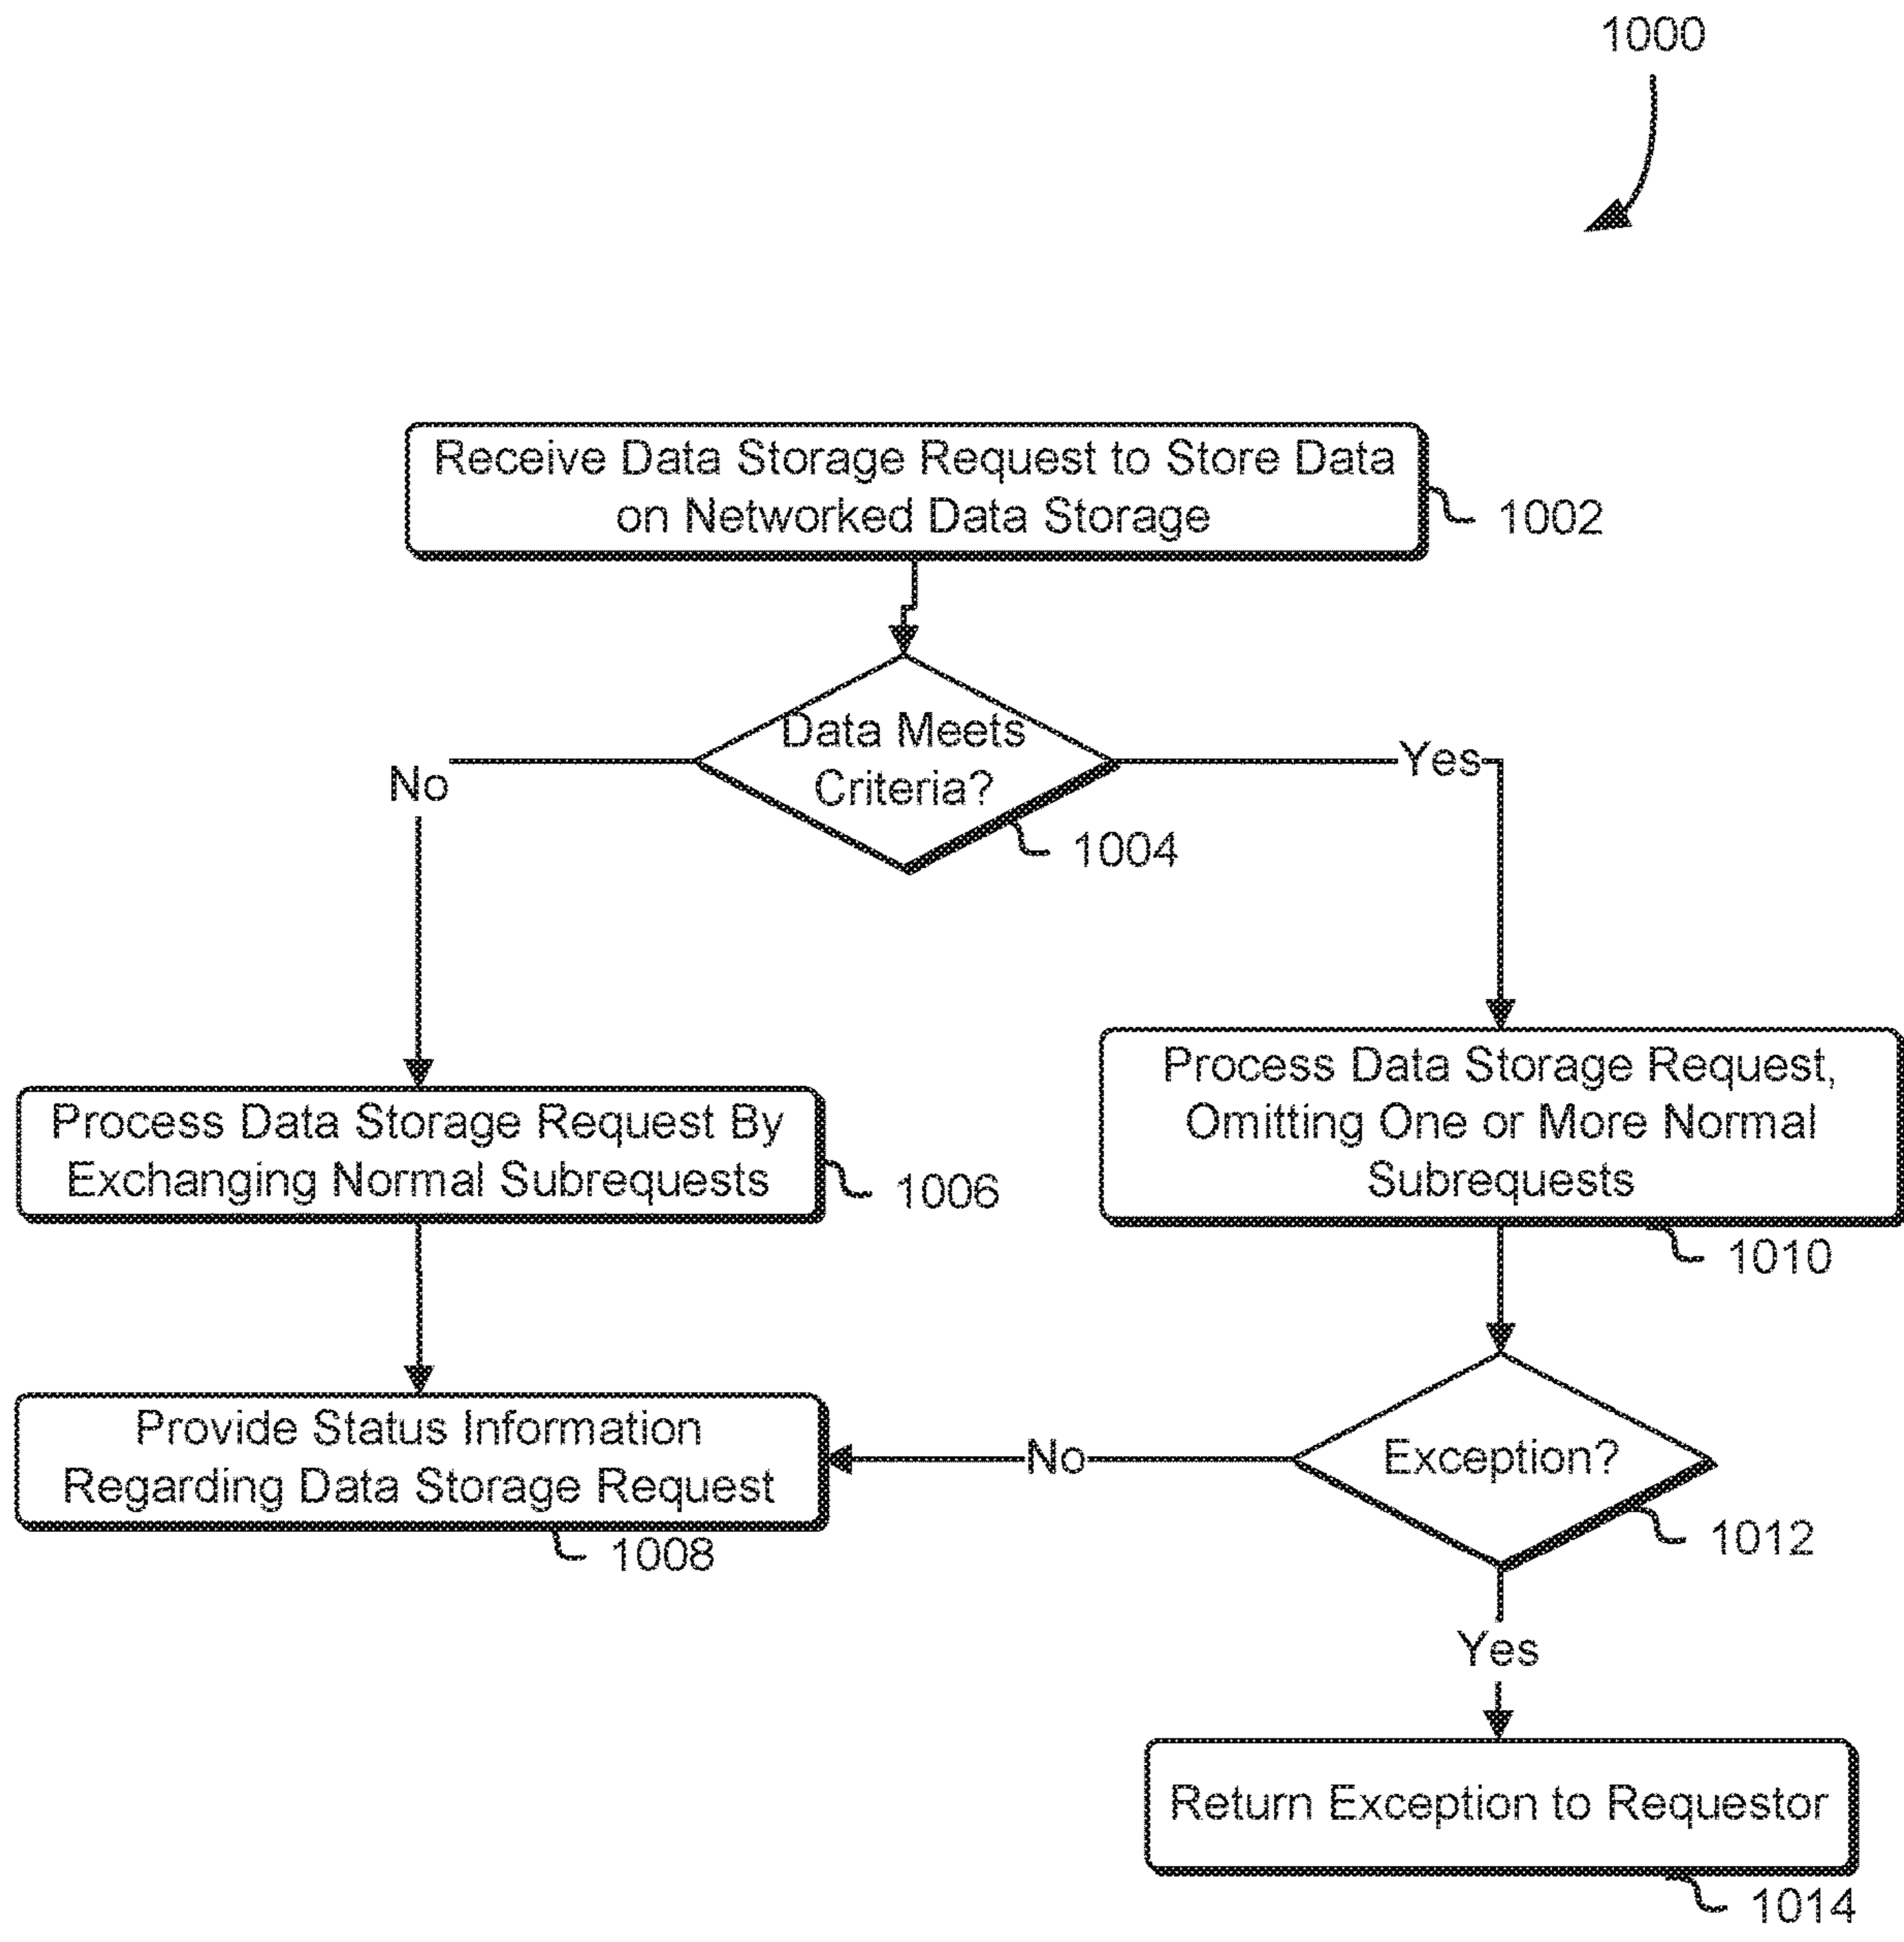 1000
Receive Data Storage Request to Store Data
on Networked Data Storage
1002
Data Meets
Criteria?
1004
No
Yes
Process Data Storage Request By
Exchanging Normal Subrequests
1006
Process Data Storage Request,
Omitting One or More Normal
Subrequests
1010
Provide Status Information
Regarding Data Storage Request
1008
No
Exception?
1012
Yes
Return Exception to Requestor
1014